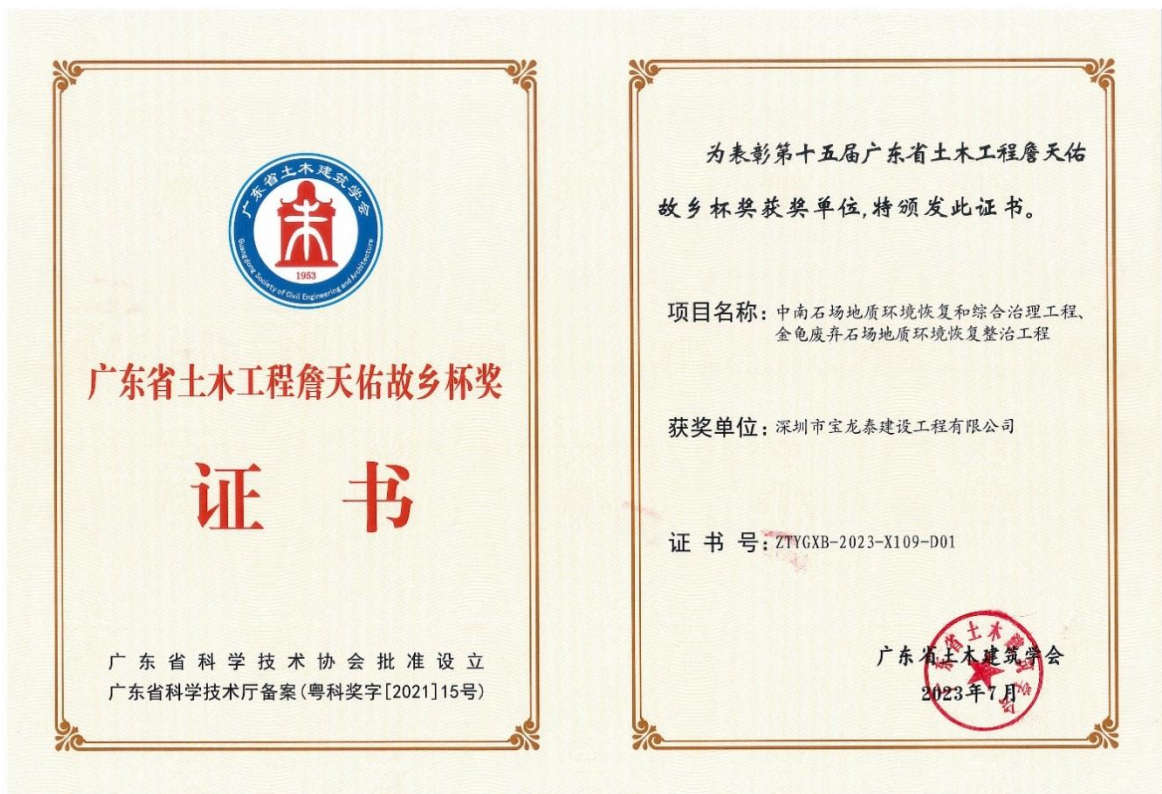 广东省土木建筑学会
1953
Guangdong Society of Civil Engineering and Architecture
广东省土木工程詹天佑故乡杯奖
证 书
广东省科学技术协会批准设立
广东省科学技术厅备案(粤科奖字[2021]15号)
为表彰第十五届广东省土木工程詹天佑
故乡杯奖获奖单位,特颁发此证书。
项目名称:中南石场地质环境恢复和综合治理工程、
金龟废弃石场地质环境恢复整治工程
获奖单位:深圳市宝龙泰建设工程有限公司
证 书 号:ZTYGXB-2023-X109-D01
广东省土木建筑学会
2023年7月
广东省土木建筑学会